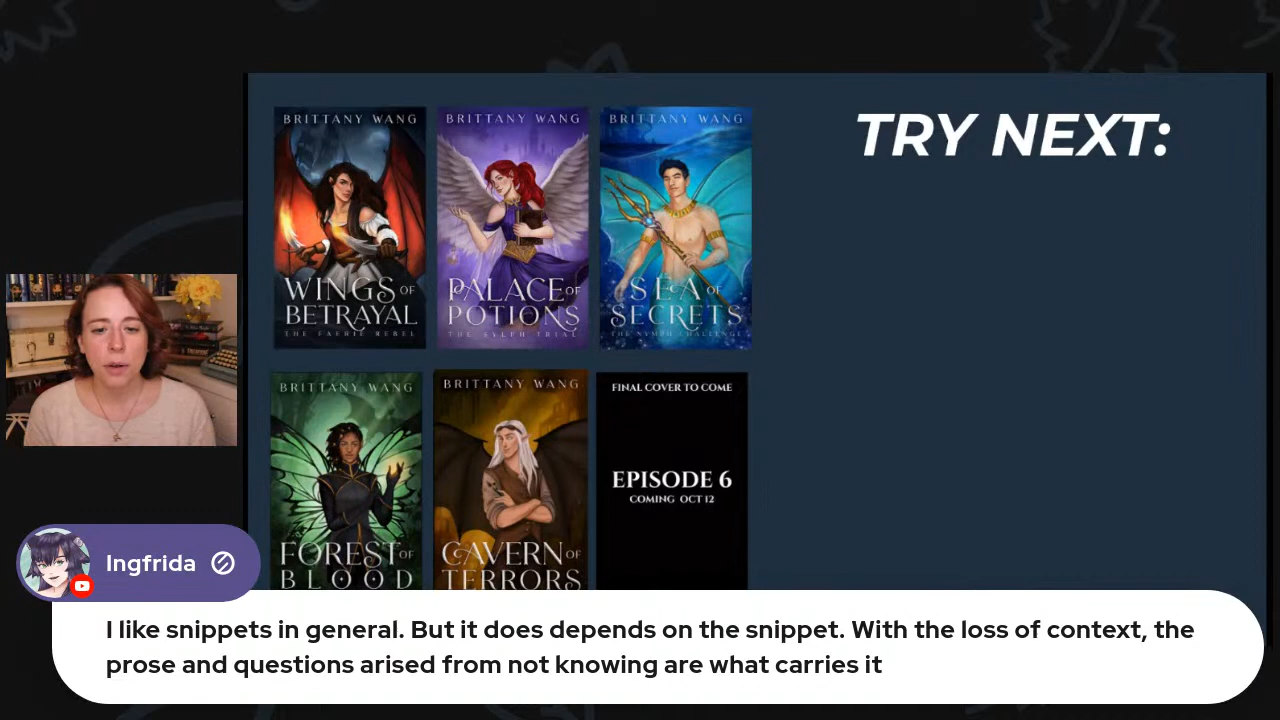 TRY NEXT:
BRITTANY WANG
WINGS OF
BETRAYAL
THE FAERIE REBEL
BRITTANY WANG
PALACE OF
POTIONS
THE SYLPH TRIAL
BRITTANY WANG
SEA OF
SECRETS
THE NYMPH CHALLENGE
BRITTANY WANG
FOREST OF
BLOOD
BRITTANY WANG
CAVERN OF
TERRORS
FINAL COVER TO COME
EPISODE 6
COMING OCT 12
Ingfrida
I like snippets in general. But it does depends on the snippet. With the loss of context, the
prose and questions arised from not knowing are what carries it